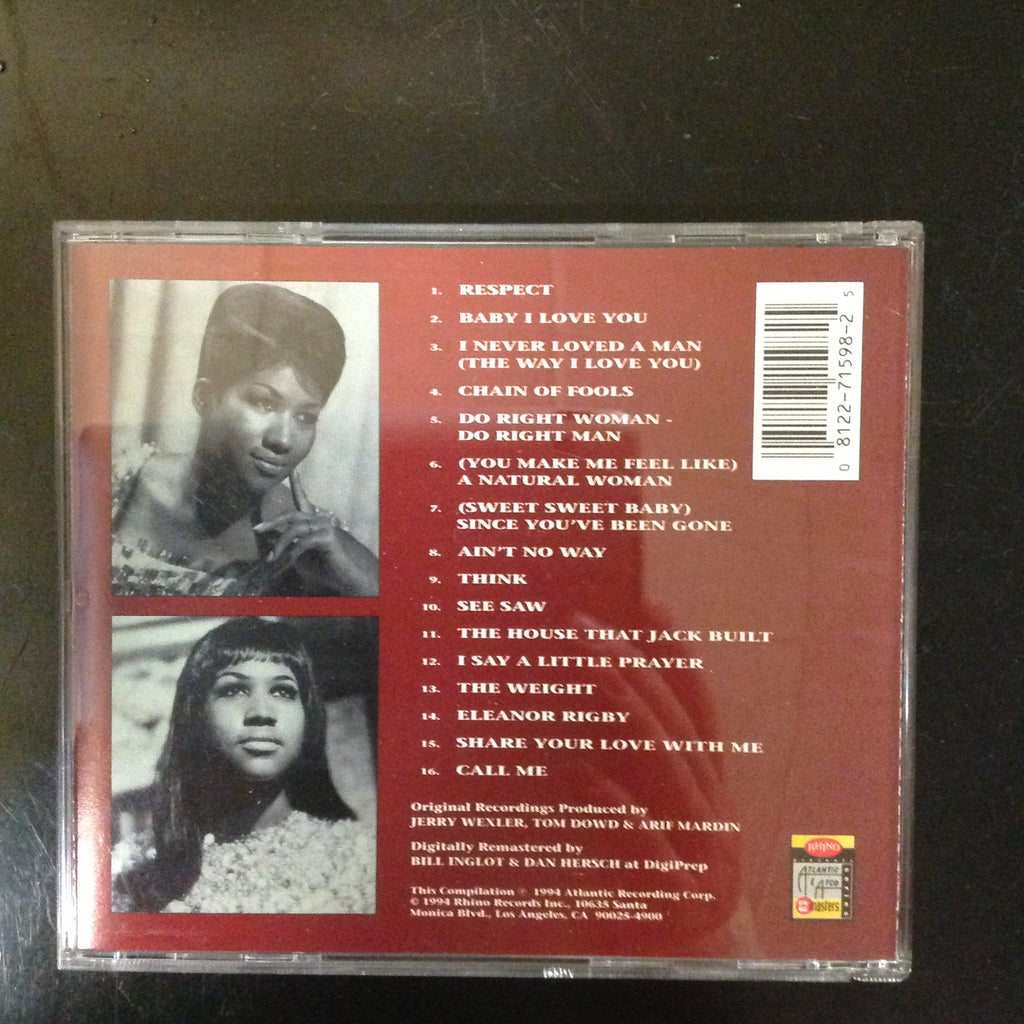 1. RESPECT
2. BABY I LOVE YOU
3. I NEVER LOVED A MAN
(THE WAY I LOVE YOU)
4. CHAIN OF FOOLS
5. DO RIGHT WOMAN -
DO RIGHT MAN
6. (YOU MAKE ME FEEL LIKE)
A NATURAL WOMAN
7. (SWEET SWEET BABY)
SINCE YOU'VE BEEN GONE
8. AIN'T NO WAY
9. THINK
10. SEE SAW
11. THE HOUSE THAT JACK BUILT
12. I SAY A LITTLE PRAYER
13. THE WEIGHT
14. ELEANOR RIGBY
15. SHARE YOUR LOVE WITH ME
16. CALL ME
Original Recordings Produced by
JERRY WEXLER, TOM DOWD & ARIF MARDIN
Digitally Remastered by
BILL INGLOT & DAN HERSCH at DigiPrep
This Compilation ℗ 1994 Atlantic Recording Corp.
© 1994 Rhino Records Inc., 10635 Santa
Monica Blvd., Los Angeles, CA 90025-4900
0 8122-71598-2 5
RHINO
ATLANTIC
& ATCO
masters